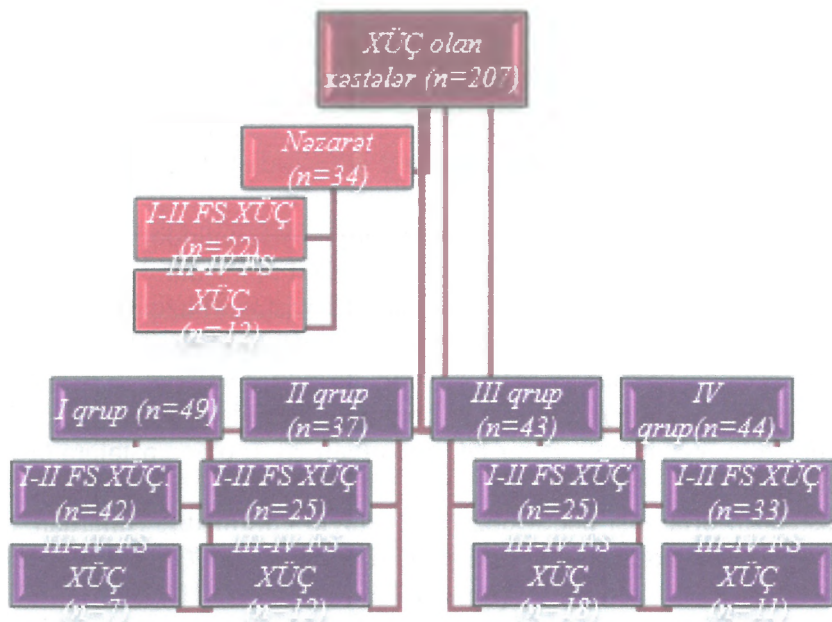 XÜÇ olan
xəstələr (n=207)
Nəzarət
(n=34)
I-II FS XÜÇ
(n=22)
III-IV FS
XÜÇ
(n=12)
I qrup (n=49)
II qrup
(n=37)
III qrup
(n=43)
IV
qrup(n=44)
I-II FS XÜÇ
(n=42)
I-II FS XÜÇ
(n=25)
I-II FS XÜÇ
(n=25)
I-II FS XÜÇ
(n=33)
III-IV FS
XÜÇ
(n=7)
III-IV FS
XÜÇ
(n=12)
III-IV FS
XÜÇ
(n=18)
III-IV FS
XÜÇ
(n=11)